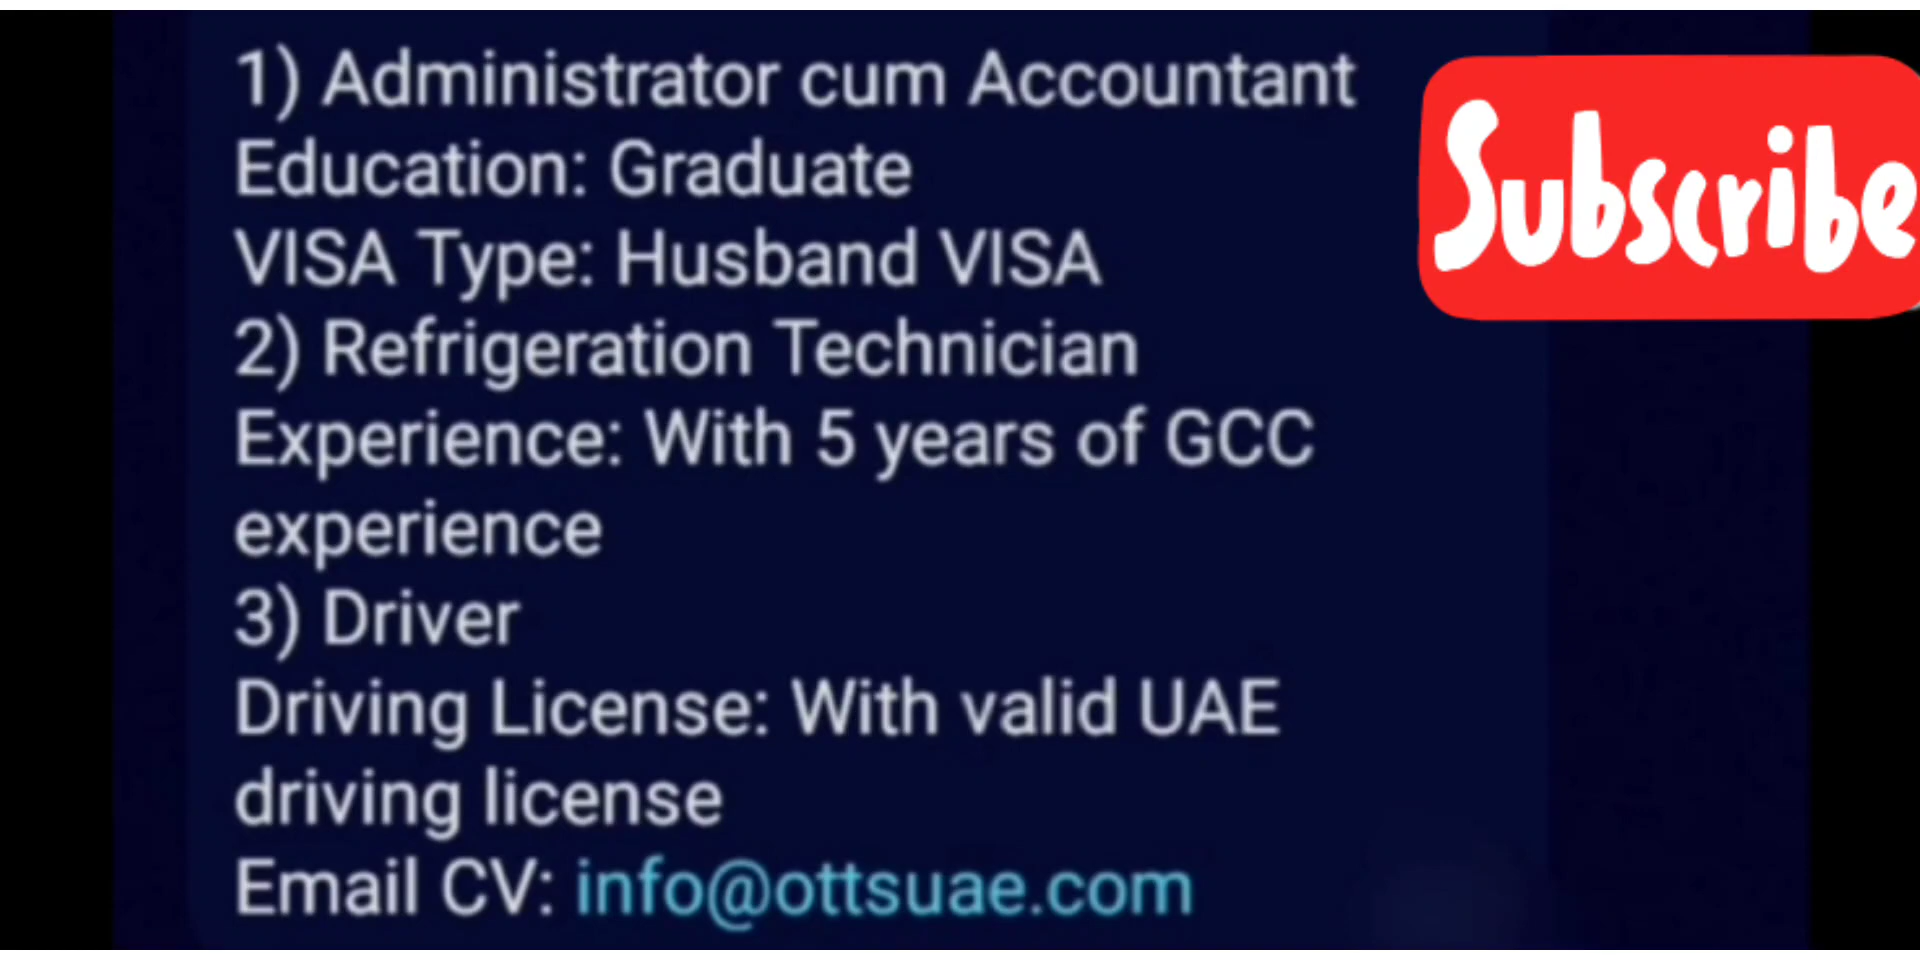 1) Administrator cum Accountant
Education: Graduate
VISA Type: Husband VISA
2) Refrigeration Technician
Experience: With 5 years of GCC
experience
3) Driver
Driving License: With valid UAE
driving license
Email CV: info@ottsuae.com
Subscribe